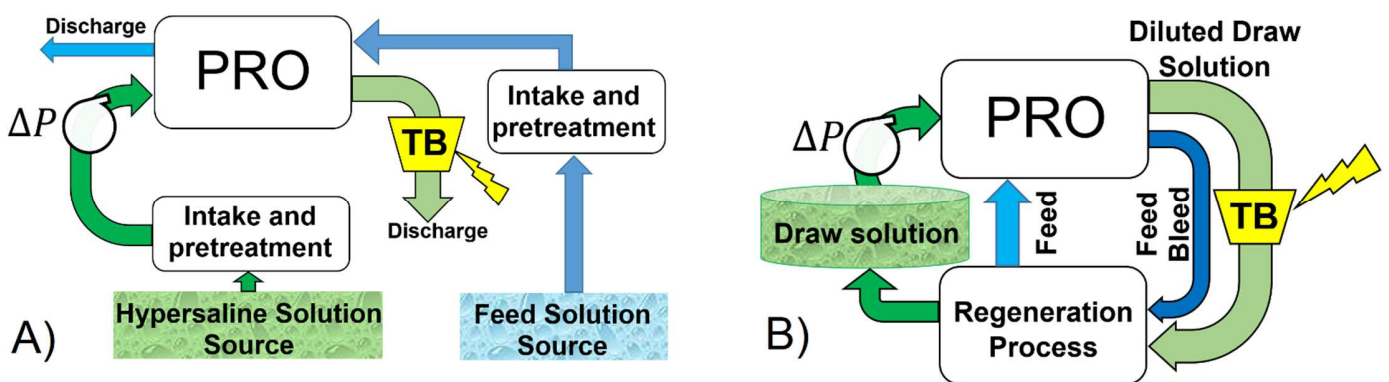 Discharge
PRO
ΔP
Intake and
pretreatment
TB
Discharge
Intake and
pretreatment
Hypersaline Solution
Source
Feed Solution
Source
A)
Diluted Draw
Solution
PRO
ΔP
Draw solution
Feed
Feed
Bleed
TB
Regeneration
Process
B)